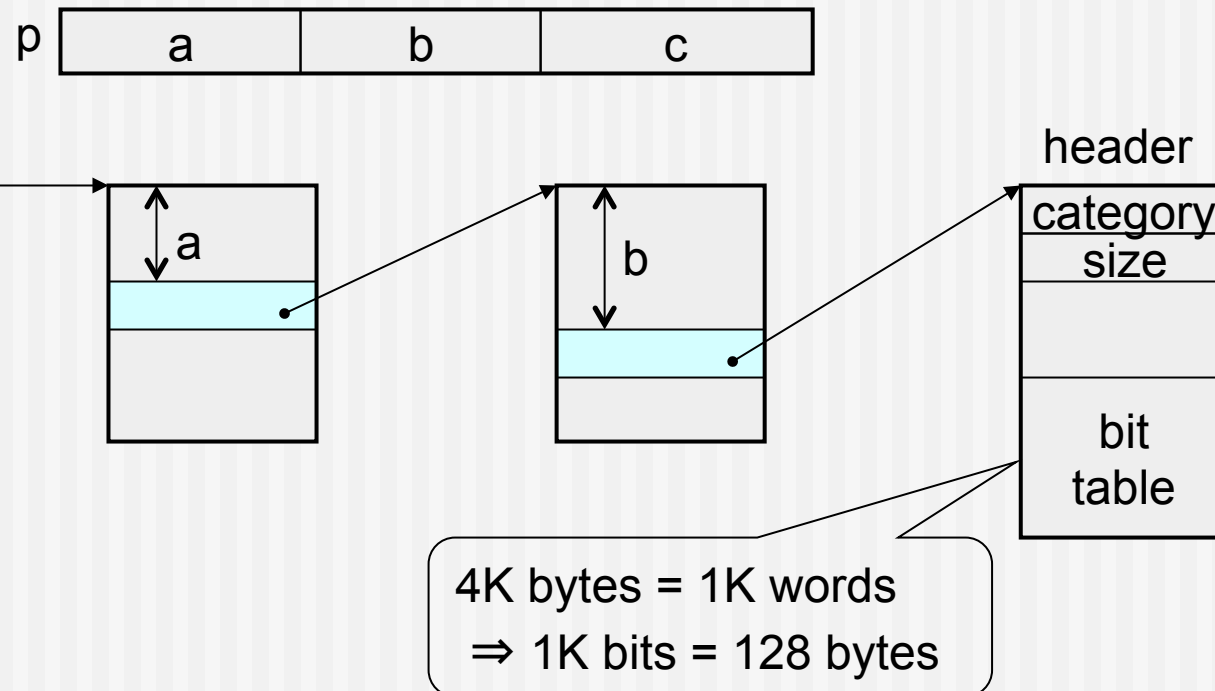 p a b c
header
category
a b size
bit
table
4K bytes = 1K words
⇒ 1K bits = 128 bytes